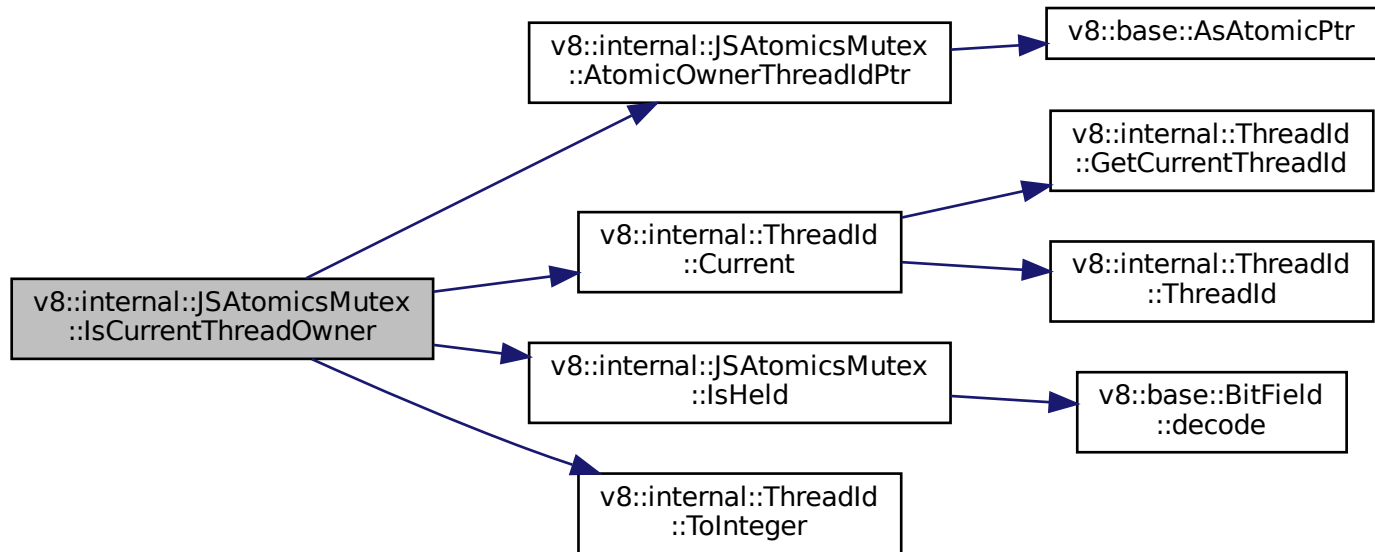 v8::internal::JSAtomicsMutex
::IsCurrentThreadOwner
v8::internal::JSAtomicsMutex
::AtomicOwnerThreadIdPtr
v8::base::AsAtomicPtr
v8::internal::ThreadId
::Current
v8::internal::ThreadId
::GetCurrentThreadId
v8::internal::ThreadId
::ThreadId
v8::internal::JSAtomicsMutex
::IsHeld
v8::base::BitField
::decode
v8::internal::ThreadId
::ToInteger